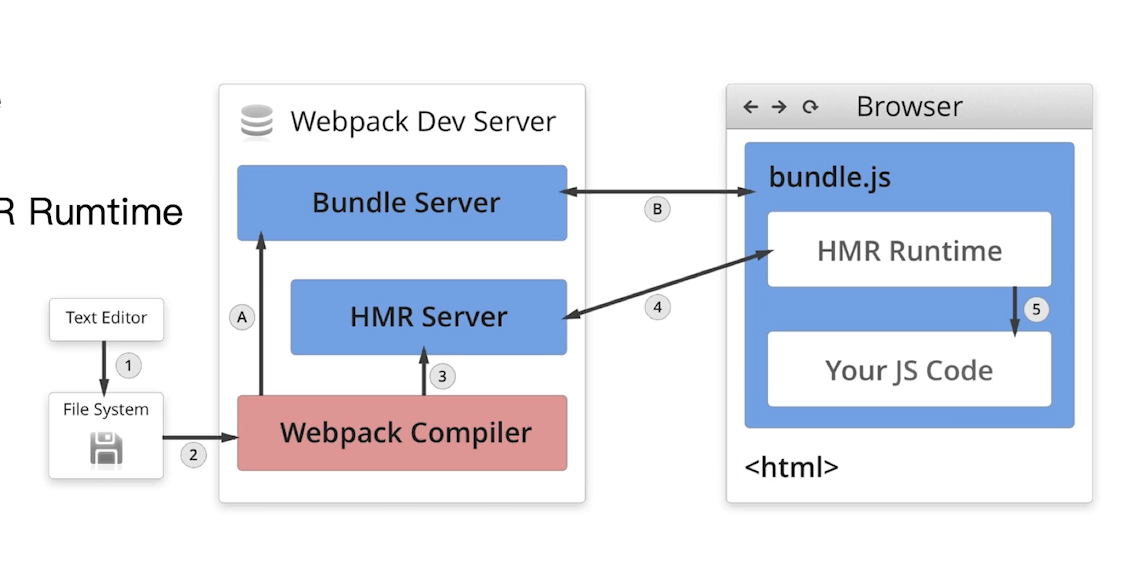 R Rumtime
Text Editor
1
File System
2
Webpack Dev Server
Bundle Server
A
HMR Server
3
Webpack Compiler
B
4
Browser
bundle.js
HMR Runtime
5
Your JS Code
<html>